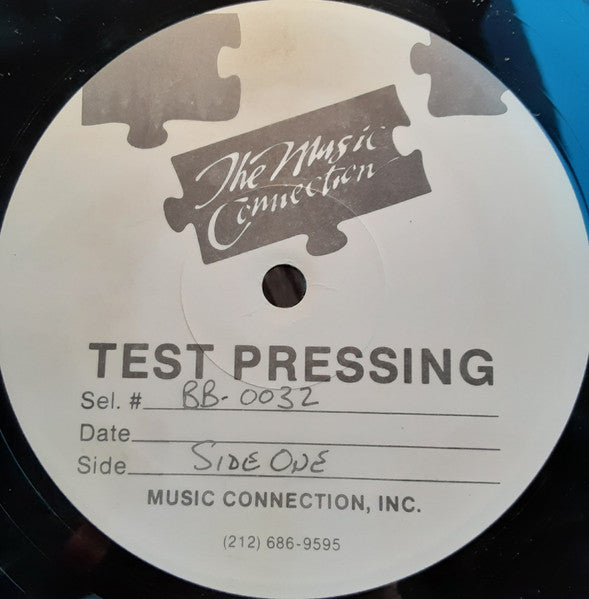 The Music
Connection
TEST PRESSING
Sel. # BB-0032
Date
Side SIDE ONE
MUSIC CONNECTION, INC.
(212) 686-9595